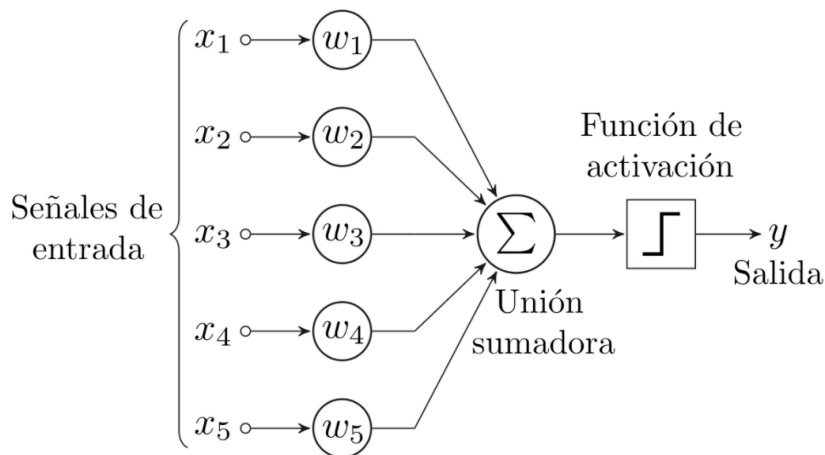 x₁
w₁
x₂
w₂
Función de
activación
Señales de
entrada
x₃
w₃
Σ
y
Salida
Unión
sumadora
x₄
w₄
x₅
w₅